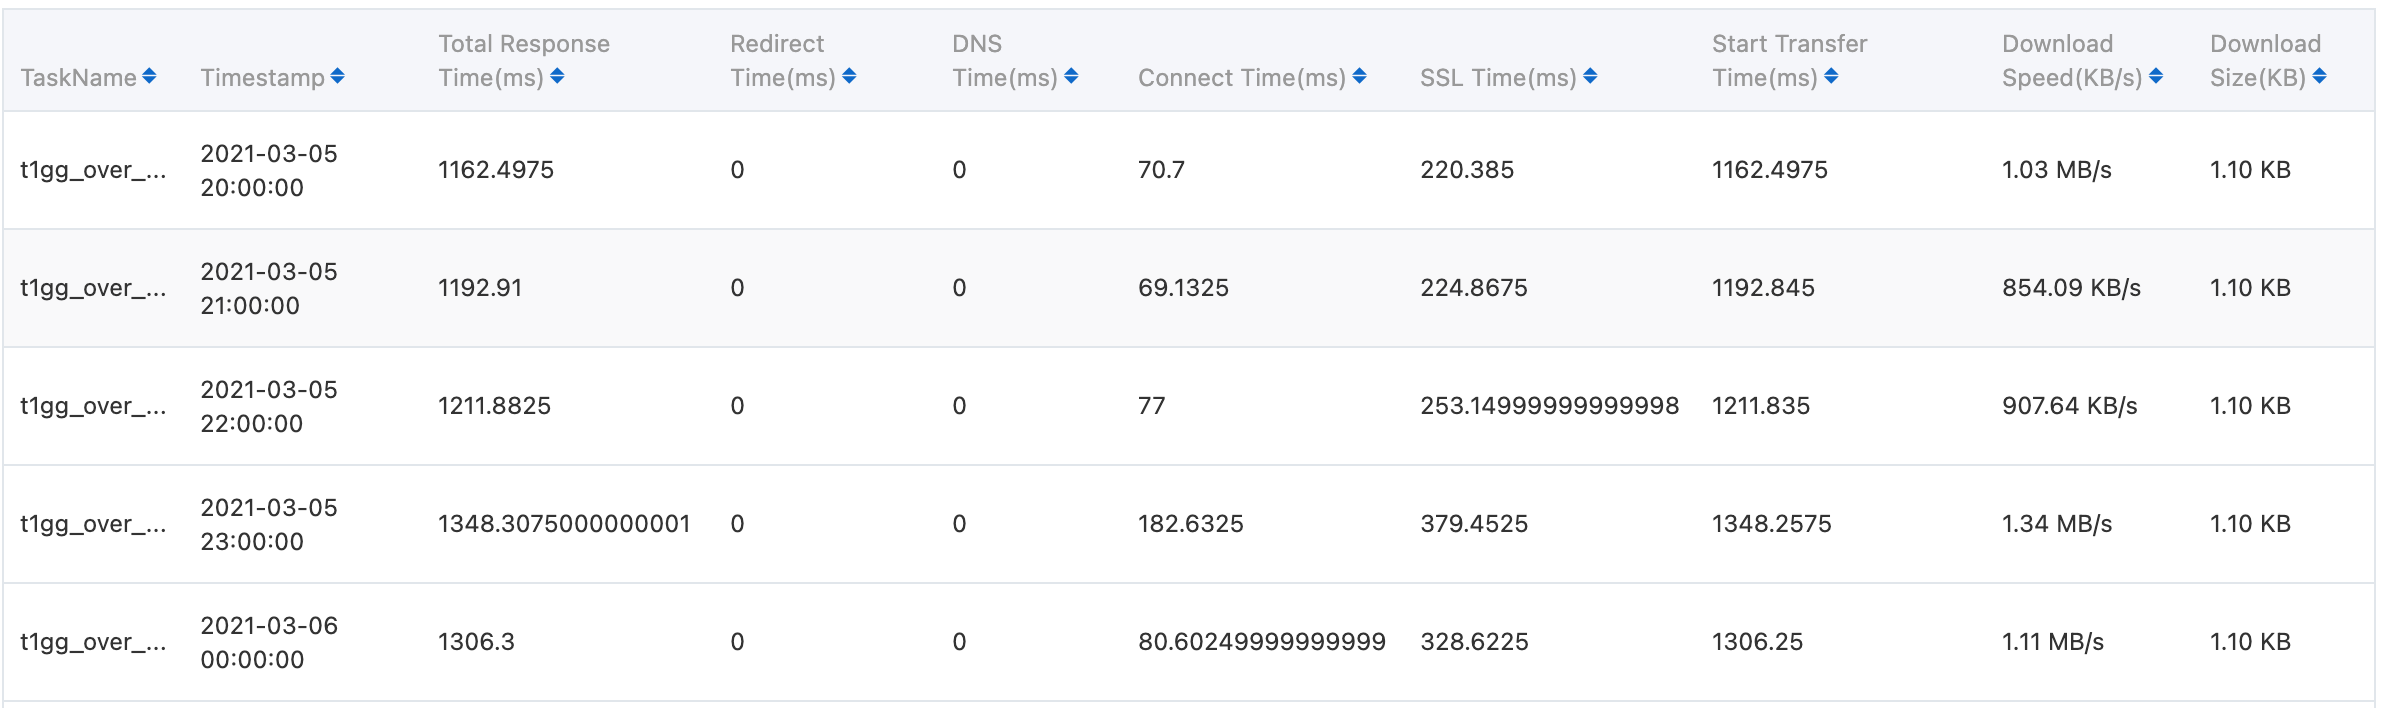 TaskName Timestamp Total Response Time(ms) Redirect Time(ms) DNS Time(ms) Connect Time(ms) SSL Time(ms) Start Transfer Time(ms) Download Speed(KB/s) Download Size(KB)
t1gg_over_... 2021-03-05 20:00:00 1162.4975 0 0 70.7 220.385 1162.4975 1.03 MB/s 1.10 KB
t1gg_over_... 2021-03-05 21:00:00 1192.91 0 0 69.1325 224.8675 1192.845 854.09 KB/s 1.10 KB
t1gg_over_... 2021-03-05 22:00:00 1211.8825 0 0 77 253.14999999999998 1211.835 907.64 KB/s 1.10 KB
t1gg_over_... 2021-03-05 23:00:00 1348.3075000000001 0 0 182.6325 379.4525 1348.2575 1.34 MB/s 1.10 KB
t1gg_over_... 2021-03-06 00:00:00 1306.3 0 0 80.60249999999999 328.6225 1306.25 1.11 MB/s 1.10 KB